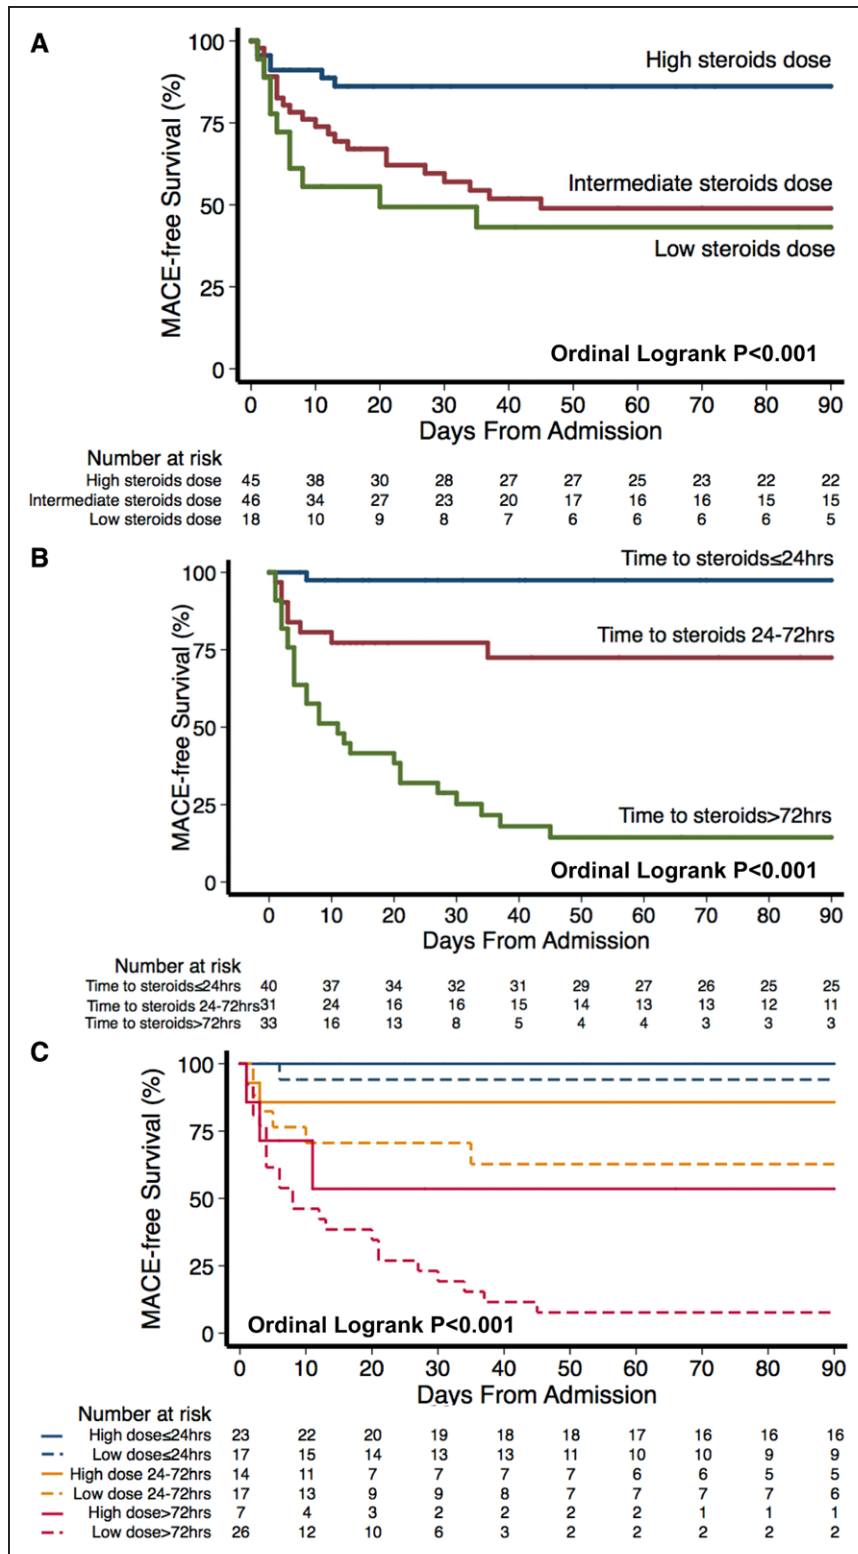 A
100
75
50
25
0
MACE-free Survival (%)
High steroids dose
Intermediate steroids dose
Low steroids dose
Ordinal Logrank P<0.001
0 10 20 30 40 50 60 70 80 90
Days From Admission
Number at risk
High steroids dose 45 38 30 28 27 27 25 23 22 22
Intermediate steroids dose 46 34 27 23 20 17 16 16 15 15
Low steroids dose 18 10 9 8 7 6 6 6 6 5
B
100
75
50
25
0
MACE-free Survival (%)
Time to steroids≤24hrs
Time to steroids 24-72hrs
Time to steroids>72hrs
Ordinal Logrank P<0.001
0 10 20 30 40 50 60 70 80 90
Days From Admission
Number at risk
Time to steroids≤24hrs 40 37 34 32 31 29 27 26 25 25
Time to steroids 24-72hrs 31 24 16 16 15 14 13 13 12 11
Time to steroids>72hrs 33 16 13 8 5 4 4 3 3 3
C
100
75
50
25
0
MACE-free Survival (%)
Ordinal Logrank P<0.001
0 10 20 30 40 50 60 70 80 90
Days From Admission
Number at risk
High dose≤24hrs 23 22 20 19 18 18 17 16 16 16
Low dose≤24hrs 17 15 14 13 13 11 10 10 9 9
High dose 24-72hrs 14 11 7 7 7 7 6 6 5 5
Low dose 24-72hrs 17 13 9 9 8 7 7 7 7 6
High dose>72hrs 7 4 3 2 2 2 2 1 1 1
Low dose>72hrs 26 12 10 6 3 2 2 2 2 2